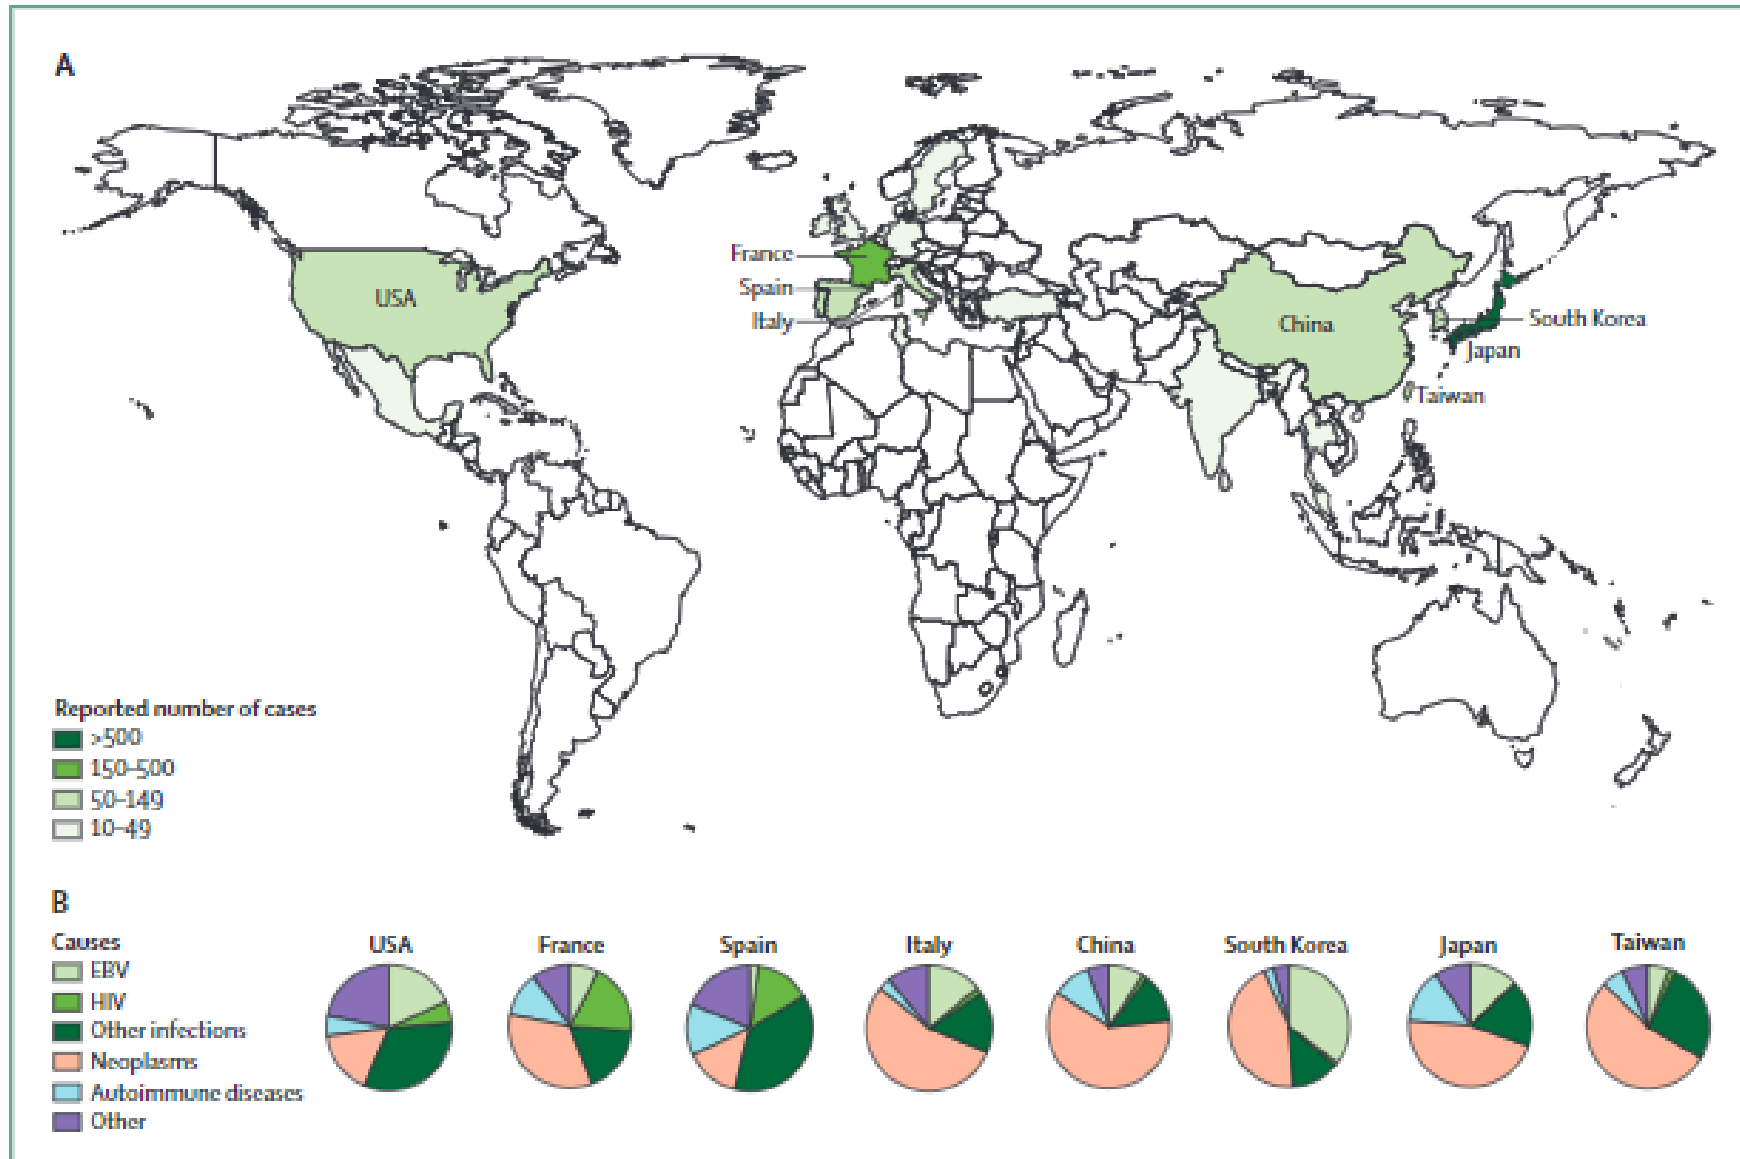 A
France
Spain
Italy
USA
China
South Korea
Japan
Taiwan
Reported number of cases
>500
150–500
50–149
10–49
B
Causes
EBV
HIV
Other infections
Neoplasms
Autoimmune diseases
Other
USA
France
Spain
Italy
China
South Korea
Japan
Taiwan